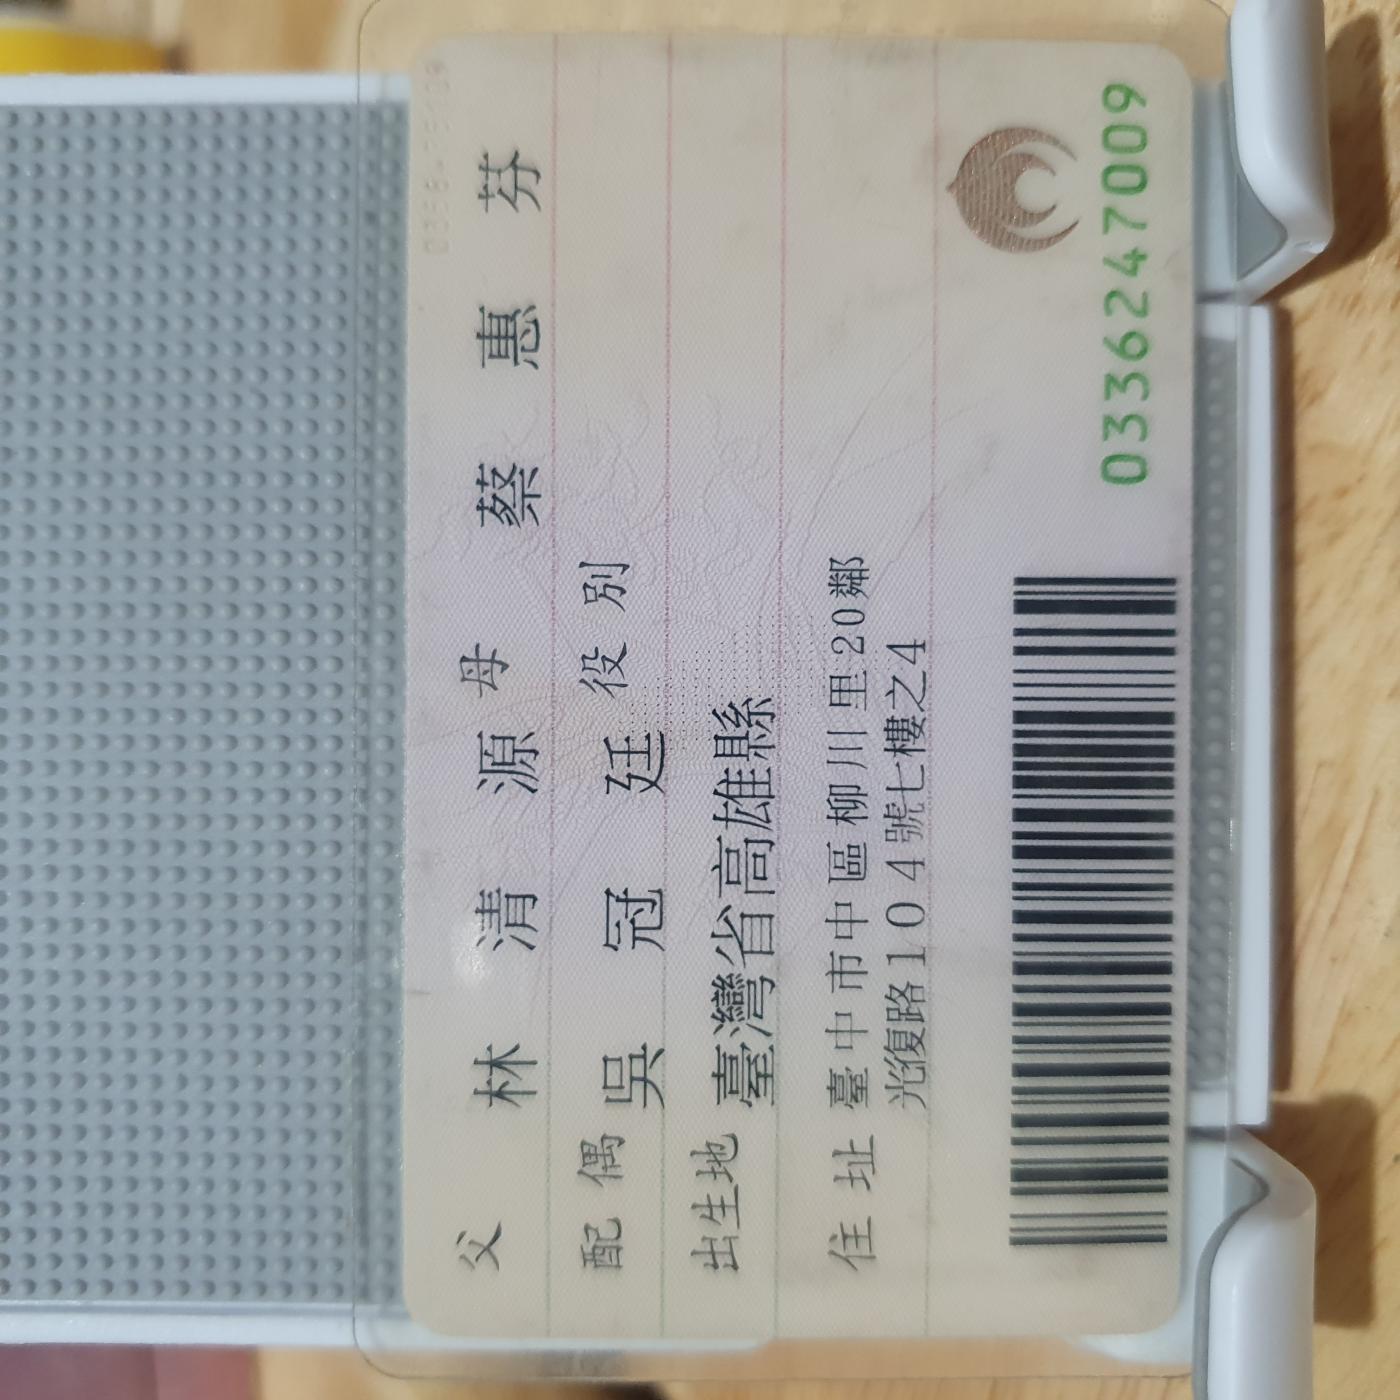 父 林清源 母 蔡惠芬
配偶 吳冠廷 役別
出生地 臺灣省高雄縣
住址 臺中市中區柳川里20鄰
光復路104號七樓之4
0336247009